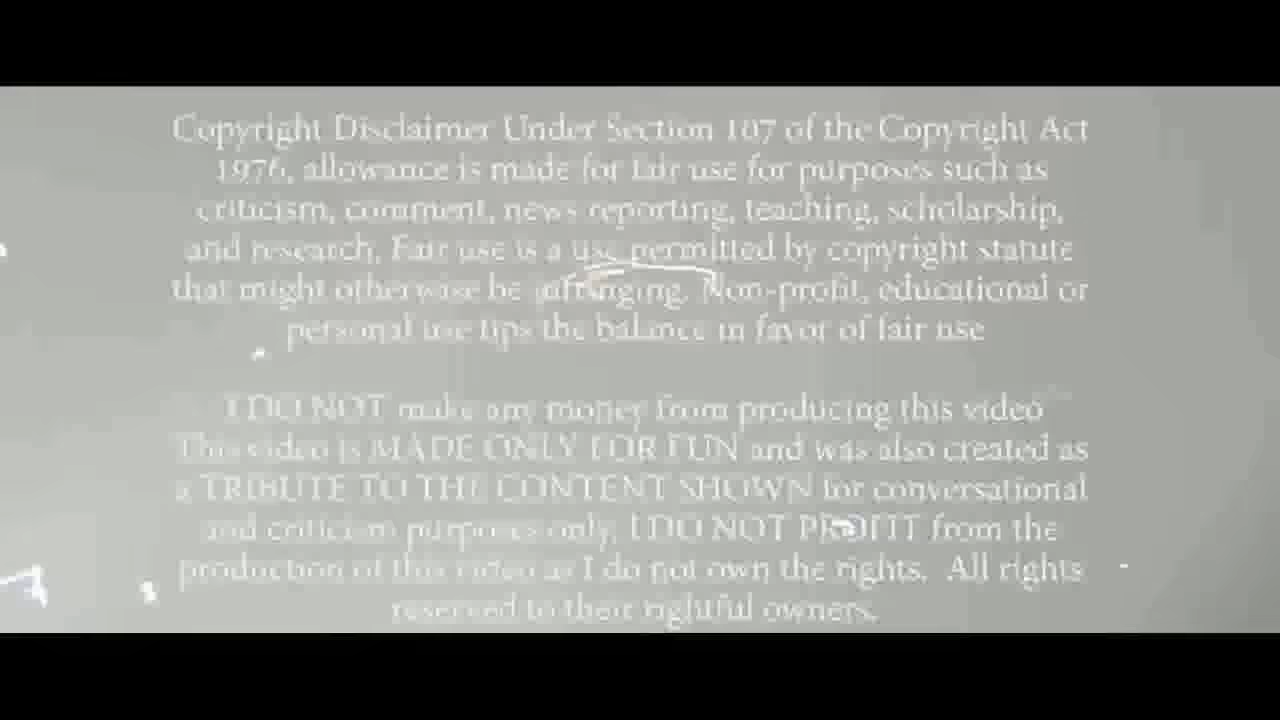 Copyright Disclaimer Under Section 107 of the Copyright Act
1976, allowance is made for fair use for purposes such as
criticism, comment, news reporting, teaching, scholarship,
and research. Fair use is a use permitted by copyright statute
that might otherwise be infringing. Non-profit, educational or
personal use tips the balance in favor of fair use
I DO NOT make any money from producing this video
This video is MADE ONLY FOR FUN and was also created as
a TRIBUTE TO THE CONTENT SHOWN for conversational
and criticism purposes only. I DO NOT PROFIT from the
production of this video as I do not own the rights. All rights
reserved to their rightful owners.